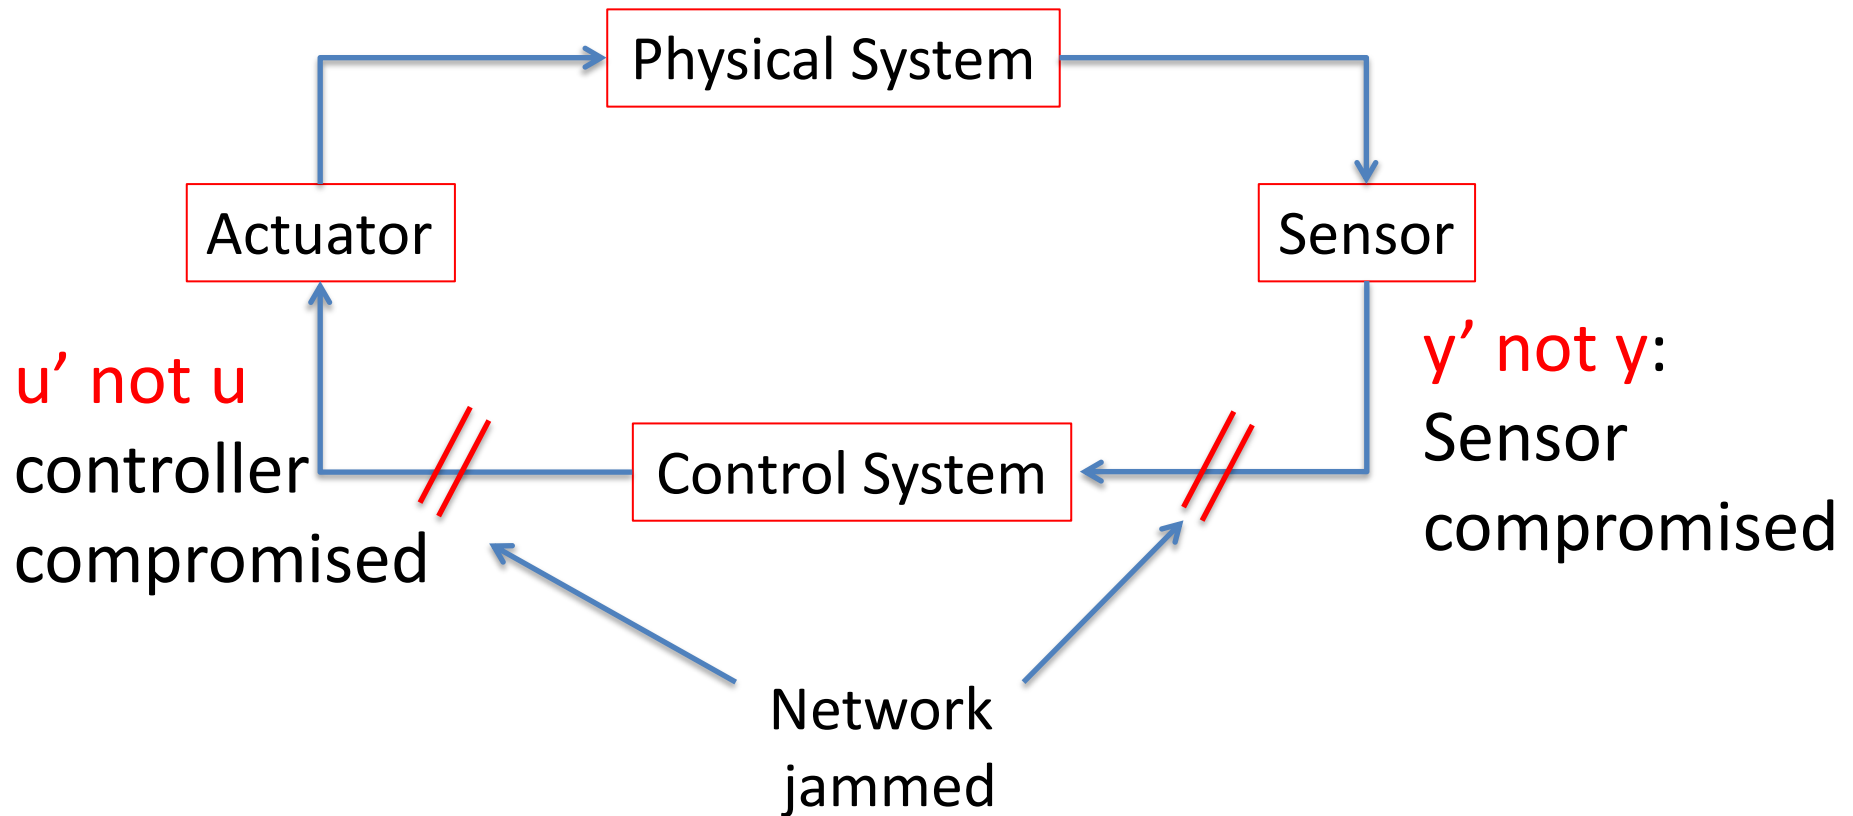 Physical System
Actuator
Sensor
u’ not u
controller
compromised
y’ not y:
Sensor
compromised
Control System
Network
jammed